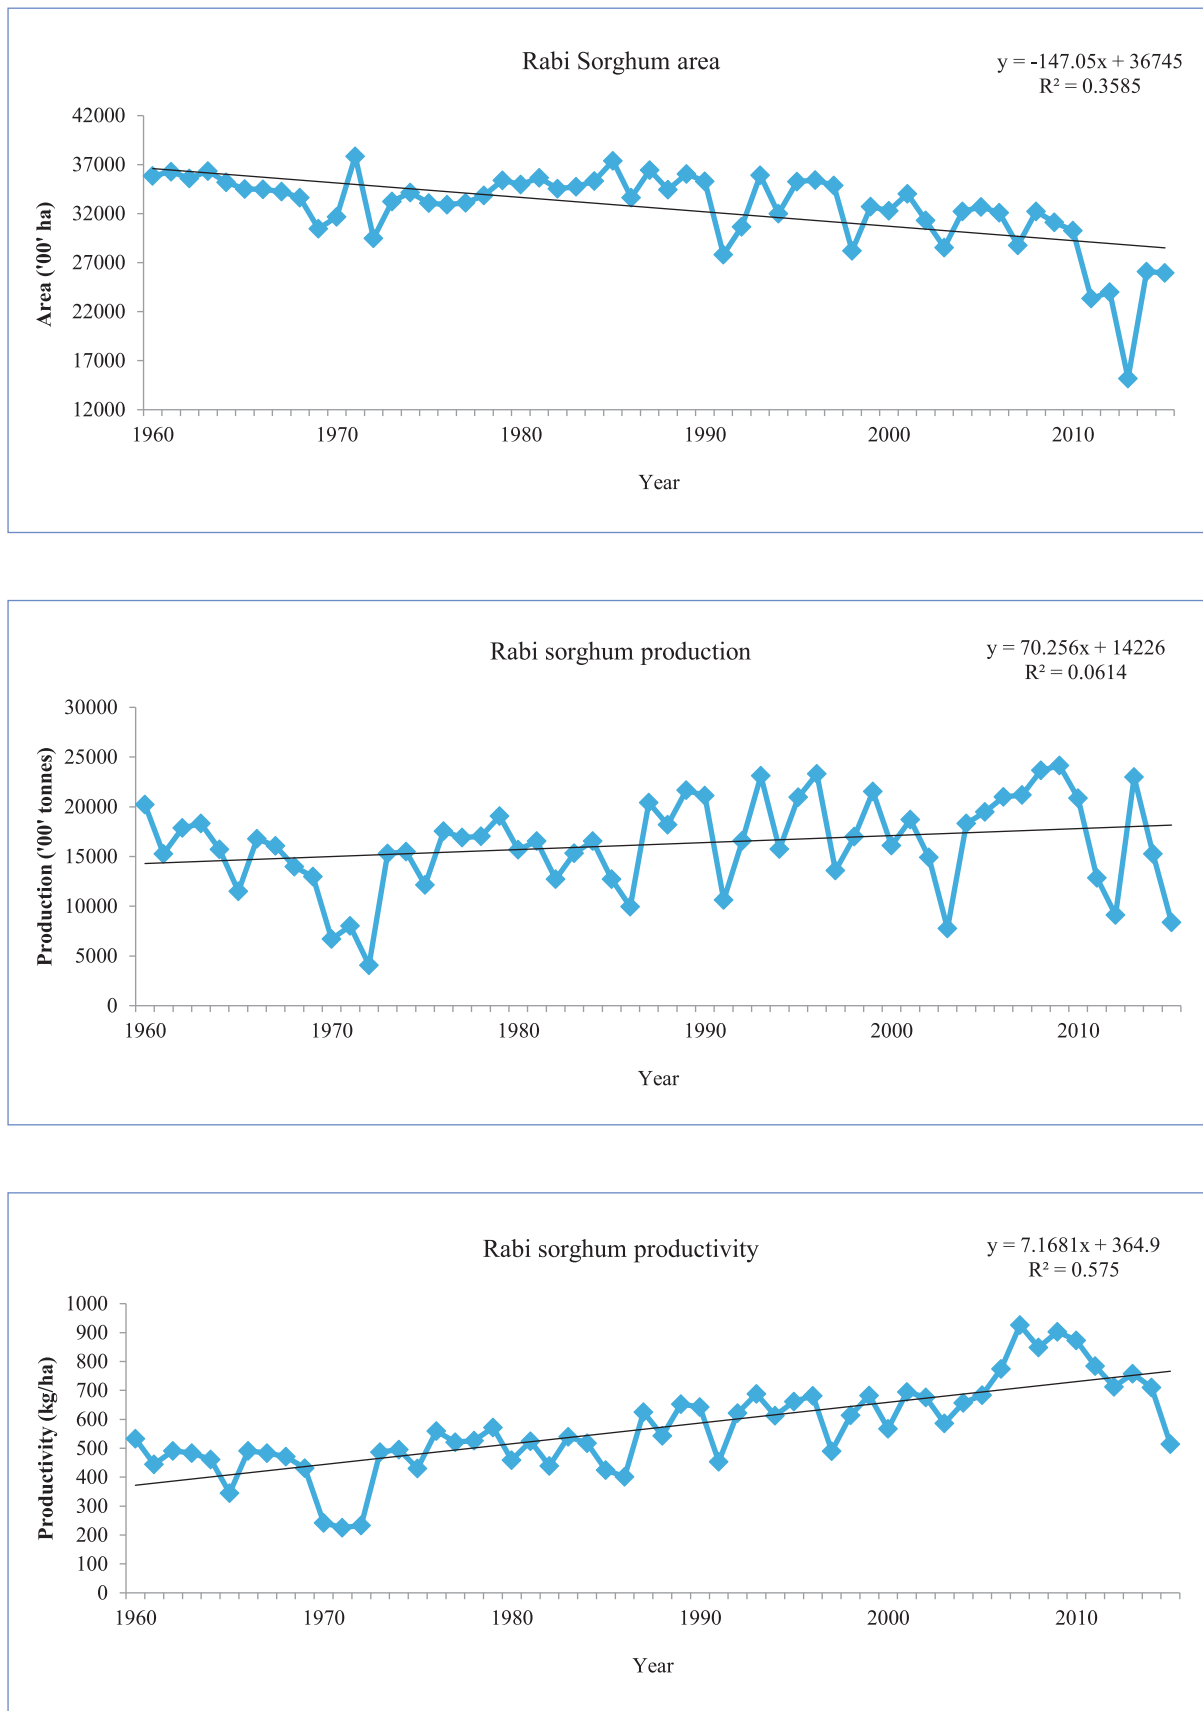 Rabi Sorghum area
y = -147.05x + 36745
R² = 0.3585
Area ('00' ha)
42000
37000
32000
27000
22000
17000
12000
1960 1970 1980 1990 2000 2010
Year
Rabi sorghum production
y = 70.256x + 14226
R² = 0.0614
Production ('00' tonnes)
30000
25000
20000
15000
10000
5000
0
1960 1970 1980 1990 2000 2010
Year
Rabi sorghum productivity
y = 7.1681x + 364.9
R² = 0.575
Productivity (kg/ha)
1000
900
800
700
600
500
400
300
200
100
0
1960 1970 1980 1990 2000 2010
Year